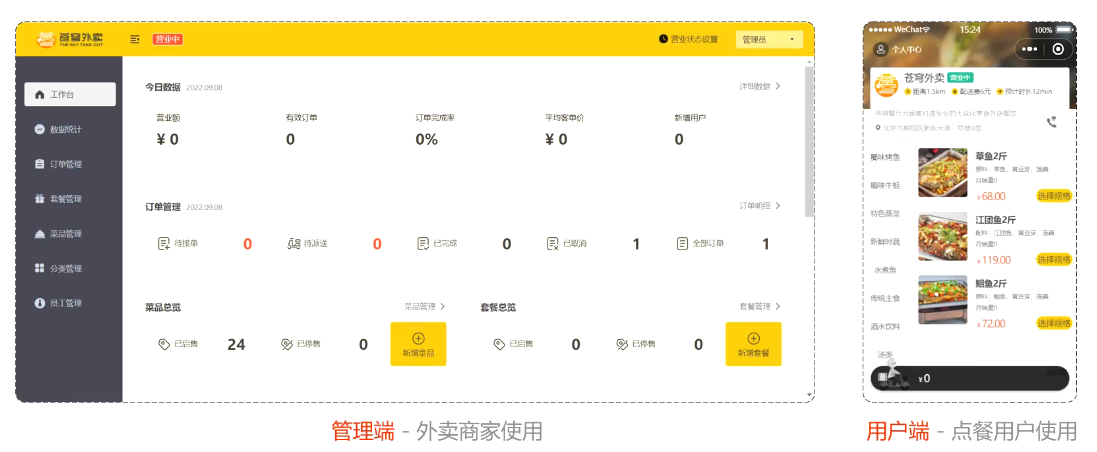 苍穹外卖
THE SKY TAKE-OUT
营业中
营业状态设置
管理员
工作台
数据统计
订单管理
套餐管理
菜品管理
分类管理
员工管理
今日数据 2022.09.08
详细数据
营业额 有效订单 订单完成率 平均客单价 新增用户
¥ 0 0 0% ¥ 0 0
订单管理 2022.09.08
订单明细
待接单 0 待派送 0 已完成 0 已取消 1 全部订单 1
菜品总览 菜品管理
已启售 24 已停售 0 新增菜品
套餐总览 套餐管理
已启售 0 已停售 0 新增套餐
管理端 - 外卖商家使用
WeChat 15:24 100%
个人中心
苍穹外卖 营业中
距离1.5km 配送费6元 预计时长12min
蜀味烤鱼
蜀味牛蛙
特色蒸菜
新鲜时蔬
水煮鱼
传统主食
酒水饮料
汤类
草鱼2斤
原料：草鱼，黄豆芽，莲藕
月销量0
¥68.00 选择规格
江团鱼2斤
配料：江团鱼，黄豆芽，莲藕
¥119.00 选择规格
鮰鱼2斤
原料：鮰鱼，黄豆芽，莲藕
月销量0
¥72.00 选择规格
¥0
用户端 - 点餐用户使用